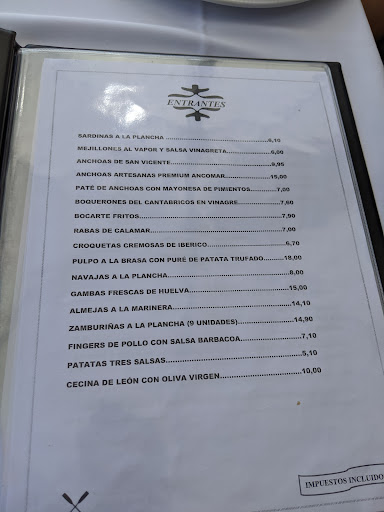 ENTRANTES
SARDINAS A LA PLANCHA ....................................6,10
MEJILLONES AL VAPOR Y SALSA VINAGRETA...............6,00
ANCHOAS DE SAN VICENTE....................................9,95
ANCHOAS ARTESANAS PREMIUM ANCOMAR................15,00
PATE DE ANCHOAS CON MAYONESA DE PIMIENTOS.........7,00
BOQUERONES DEL CANTABRICOS EN VINAGRE..............7,60
BOCARTE FRITOS...............................................7,90
RABAS DE CALAMAR............................................7,00
CROQUETAS CREMOSAS DE IBERICO..........................6,70
PULPO A LA BRASA CON PURÉ DE PATATA TRUFADO.......18,00
NAVAJAS A LA PLANCHA.......................................8,00
GAMBAS FRESCAS DE HUELVA.................................15,00
ALMEJAS A LA MARINERA.....................................14,10
ZAMBURIÑAS A LA PLANCHA (9 UNIDADES)..................14,90
FINGERS DE POLLO CON SALSA BARBACOA..................7,10
PATATAS TRES SALSAS.........................................5,10
CECINA DE LEÓN CON OLIVA VIRGEN.........................10,00
IMPUESTOS INCLUIDO